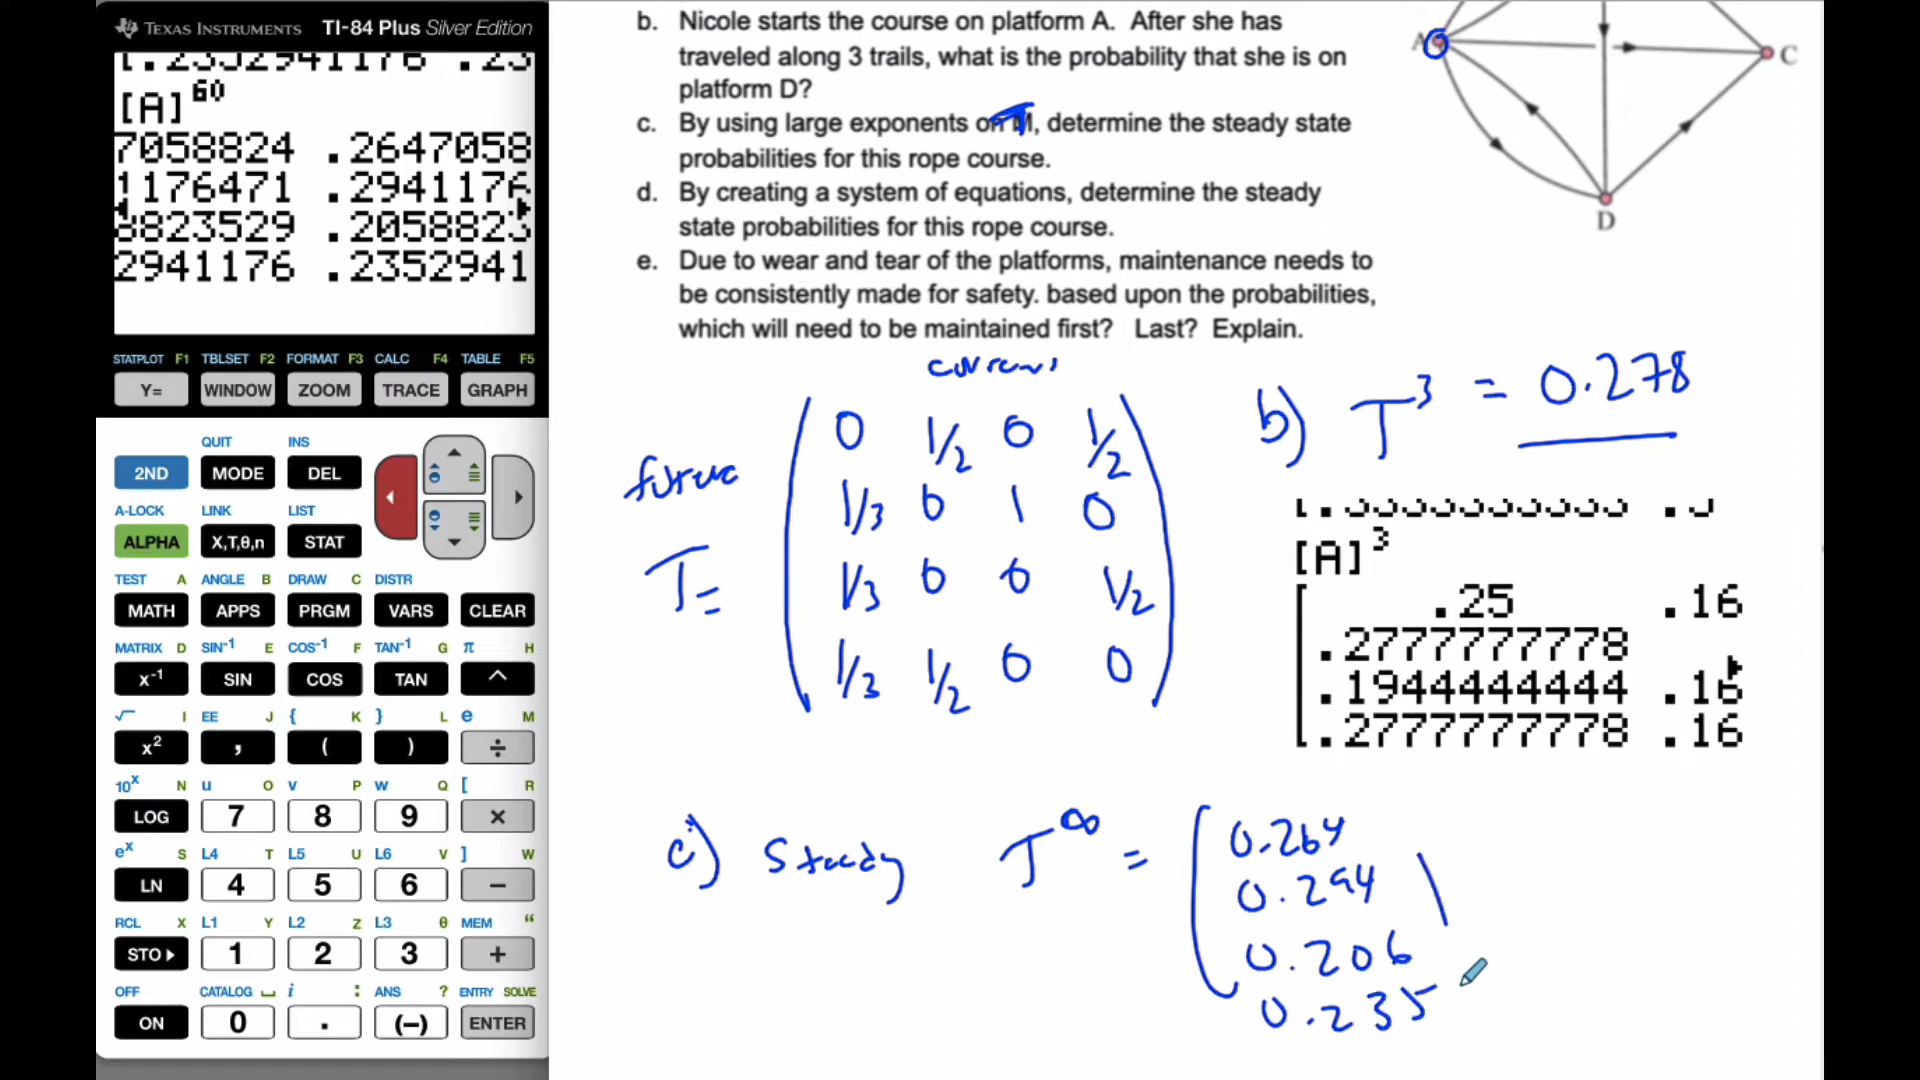 TEXAS INSTRUMENTS TI-84 Plus Silver Edition
[.2352941176 .23
[A]^60
7058824 .2647058
1176471 .2941176
8823529 .2058823
2941176 .2352941
STATPLOT F1 TBLSET F2 FORMAT F3 CALC F4 TABLE F5
Y= WINDOW ZOOM TRACE GRAPH
QUIT INS
2ND MODE DEL
A-LOCK LINK LIST
ALPHA X,T,θ,n STAT
TEST A ANGLE B DRAW C DISTR
MATH APPS PRGM VARS CLEAR
MATRIX D SIN⁻¹ E COS⁻¹ F TAN⁻¹ G π H
x⁻¹ SIN COS TAN ^
√ I EE J { K } L e M
x² , ( ) ÷
10ˣ N u O v P w Q [ R
LOG 7 8 9 ×
eˣ S L4 T L5 U L6 V ] W
LN 4 5 6 −
RCL X L1 Y L2 Z L3 θ MEM “
STO▸ 1 2 3 +
OFF CATALOG ␣ i : ANS ? ENTRY SOLVE
ON 0 . (−) ENTER
b. Nicole starts the course on platform A. After she has
traveled along 3 trails, what is the probability that she is on
platform D?
c. By using large exponents on M, determine the steady state
T
probabilities for this rope course.
d. By creating a system of equations, determine the steady
state probabilities for this rope course.
e. Due to wear and tear of the platforms, maintenance needs to
be consistently made for safety. based upon the probabilities,
which will need to be maintained first? Last? Explain.
A
C
D
current
future
T=
0 1/2 0 1/2
1/3 0 1 0
1/3 0 0 1/2
1/3 1/2 0 0
b) T³ = 0.278
[A]³
[ .25 .16
.2777777778
.1944444444 .16
[.2777777778 .16
c) Steady T^∞ =
0.264
0.294
0.206
0.235